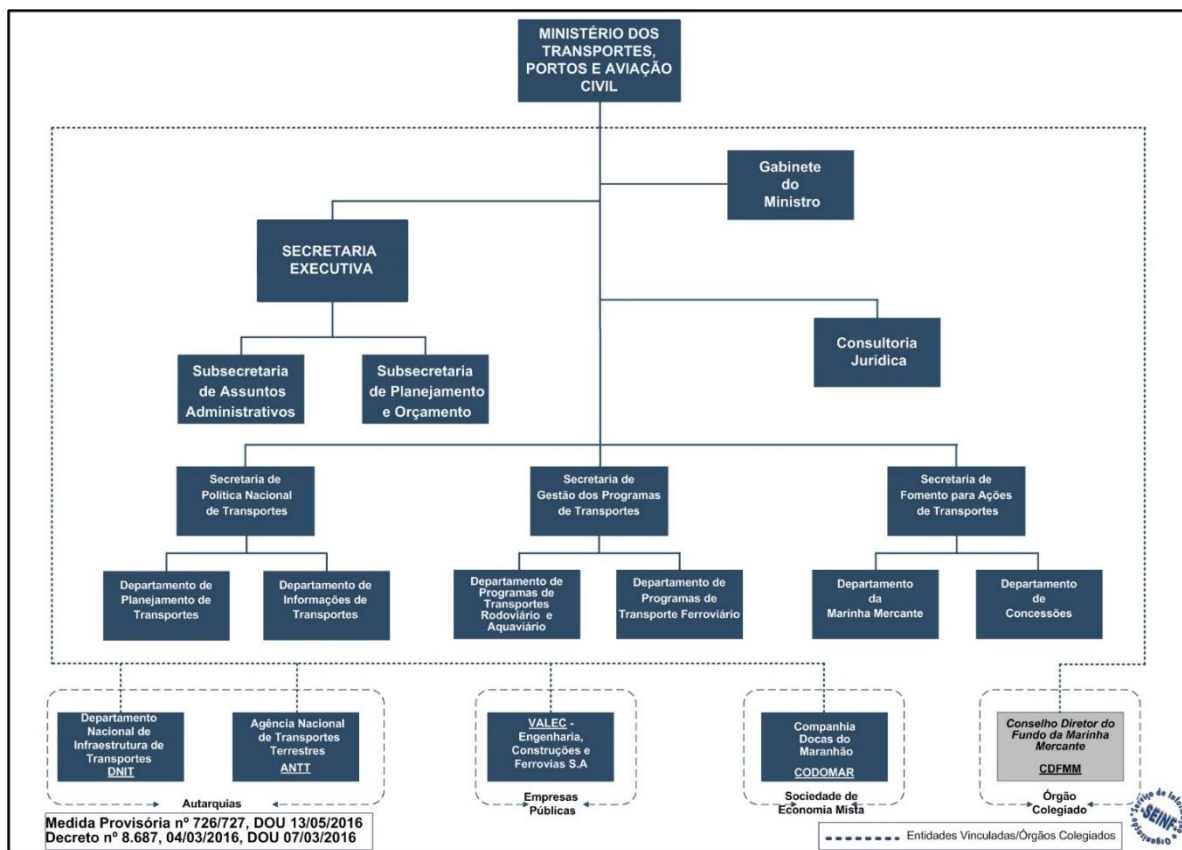 MINISTÉRIO DOS
TRANSPORTES,
PORTOS E AVIAÇÃO
CIVIL
Gabinete
do
Ministro
SECRETARIA
EXECUTIVA
Consultoria
Jurídica
Subsecretaria
de Assuntos
Administrativos
Subsecretaria
de Planejamento
e Orçamento
Secretaria de
Política Nacional
de Transportes
Secretaria de
Gestão dos Programas
de Transportes
Secretaria de
Fomento para Ações
de Transportes
Departamento de
Planejamento de
Transportes
Departamento de
Informações de
Transportes
Departamento de
Programas de
Transportes
Rodoviário e
Aquaviário
Departamento de
Programas de
Transporte Ferroviário
Departamento
da
Marinha Mercante
Departamento
de
Concessões
Departamento
Nacional de
Infraestrutura de
Transportes
DNIT
Agência Nacional
de Transportes
Terrestres
ANTT
VALEC -
Engenharia,
Construções e
Ferrovias S.A
Companhia
Docas do
Maranhão
CODOMAR
Conselho Diretor do
Fundo da Marinha
Mercante
CDFMM
Autarquias
Empresas
Públicas
Sociedade de
Economia Mista
Órgão
Colegiado
Medida Provisória nº 726/727, DOU 13/05/2016
Decreto nº 8.687, 04/03/2016, DOU 07/03/2016
Entidades Vinculadas/Órgãos Colegiados
SEINF